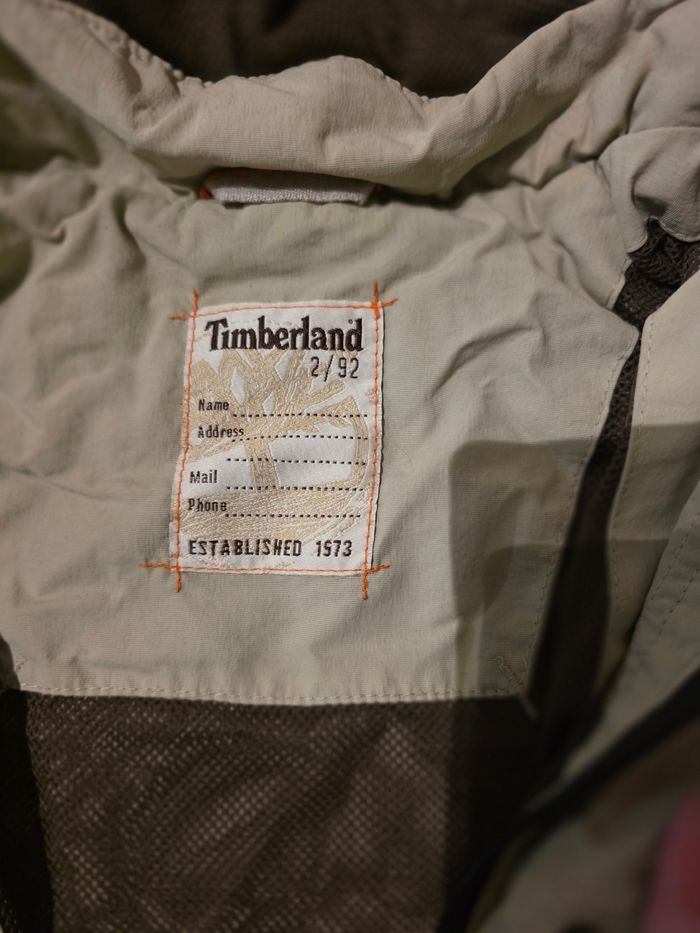 Timberland
2/92
Name
Address
Mail
Phone
ESTABLISHED 1973